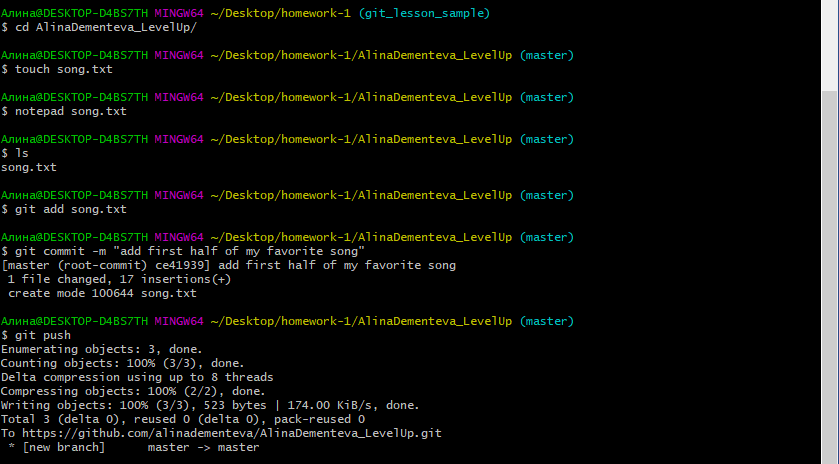 Алина@DESKTOP-D4BS7TH MINGW64 ~/Desktop/homework-1 (git_lesson_sample)
$ cd AlinaDementeva_LevelUp/
Алина@DESKTOP-D4BS7TH MINGW64 ~/Desktop/homework-1/AlinaDementeva_LevelUp (master)
$ touch song.txt
Алина@DESKTOP-D4BS7TH MINGW64 ~/Desktop/homework-1/AlinaDementeva_LevelUp (master)
$ notepad song.txt
Алина@DESKTOP-D4BS7TH MINGW64 ~/Desktop/homework-1/AlinaDementeva_LevelUp (master)
$ ls
song.txt
Алина@DESKTOP-D4BS7TH MINGW64 ~/Desktop/homework-1/AlinaDementeva_LevelUp (master)
$ git add song.txt
Алина@DESKTOP-D4BS7TH MINGW64 ~/Desktop/homework-1/AlinaDementeva_LevelUp (master)
$ git commit -m "add first half of my favorite song"
[master (root-commit) ce41939] add first half of my favorite song
 1 file changed, 17 insertions(+)
 create mode 100644 song.txt
Алина@DESKTOP-D4BS7TH MINGW64 ~/Desktop/homework-1/AlinaDementeva_LevelUp (master)
$ git push
Enumerating objects: 3, done.
Counting objects: 100% (3/3), done.
Delta compression using up to 8 threads
Compressing objects: 100% (2/2), done.
Writing objects: 100% (3/3), 523 bytes | 174.00 KiB/s, done.
Total 3 (delta 0), reused 0 (delta 0), pack-reused 0
To https://github.com/alinadementeva/AlinaDementeva_LevelUp.git
 * [new branch]      master -> master